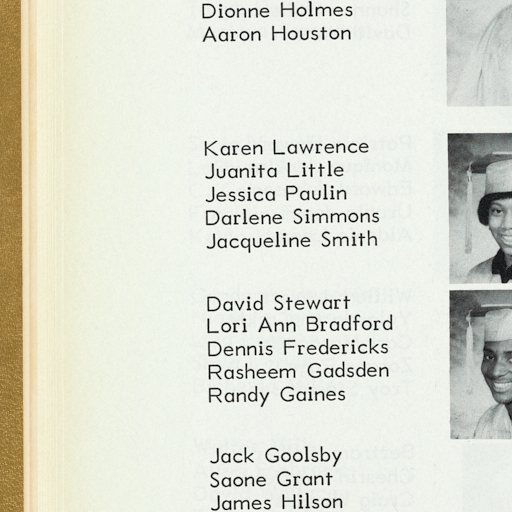 Dionne Holmes
Aaron Houston
Karen Lawrence
Juanita Little
Jessica Paulin
Darlene Simmons
Jacqueline Smith
David Stewart
Lori Ann Bradford
Dennis Fredericks
Rasheem Gadsden
Randy Gaines
Jack Goolsby
Saone Grant
James Hilson